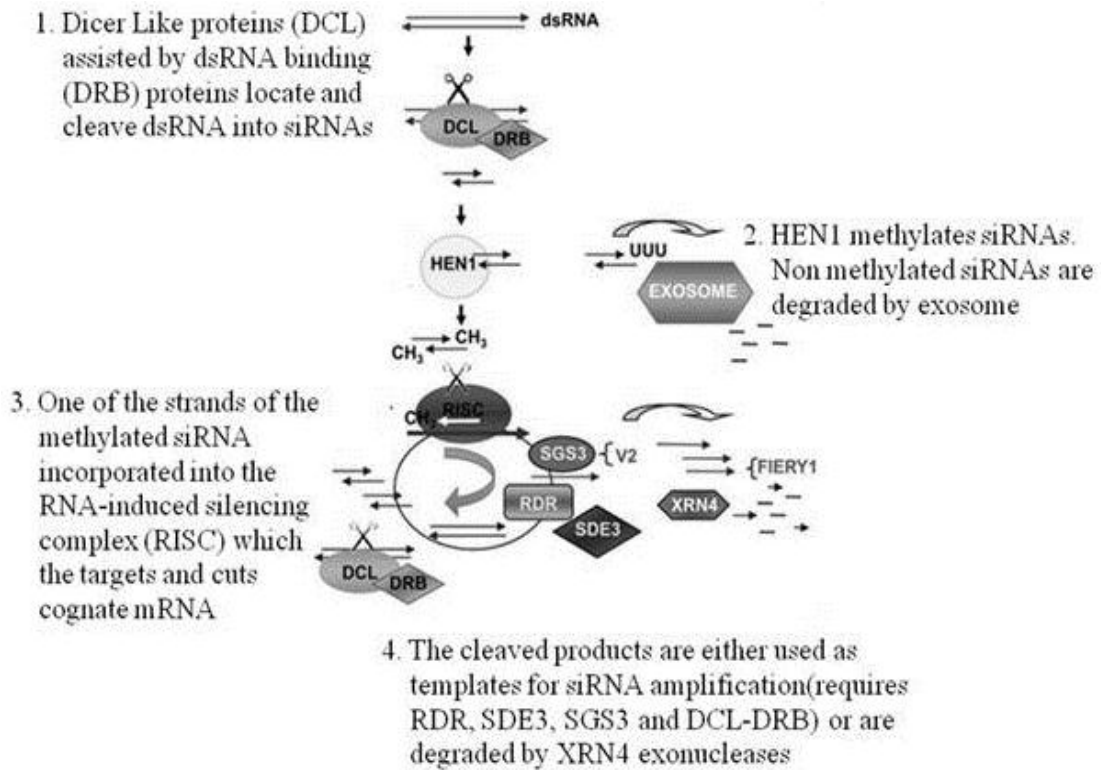 1. Dicer Like proteins (DCL)
assisted by dsRNA binding
(DRB) proteins locate and
cleave dsRNA into siRNAs
dsRNA
DCL
DRB
HEN1
UUU
EXOSOME
2. HEN1 methylates siRNAs.
Non methylated siRNAs are
degraded by exosome
CH3
CH3
3. One of the strands of the
methylated siRNA
incorporated into the
RNA-induced silencing
complex (RISC) which
the targets and cuts
cognate mRNA
RISC
CH3
SGS3
{V2
RDR
SDE3
{FIERY1
XRN4
DCL
DRB
4. The cleaved products are either used as
templates for siRNA amplification(requires
RDR, SDE3, SGS3 and DCL-DRB) or are
degraded by XRN4 exonucleases